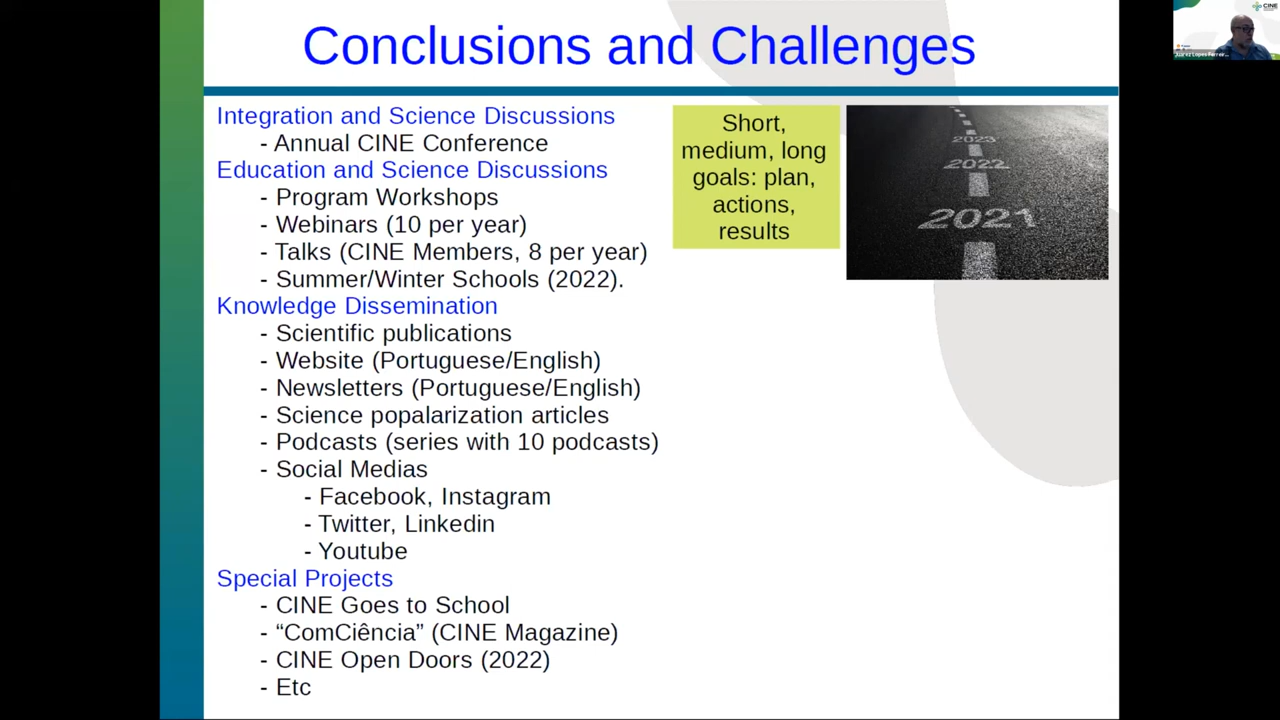 Conclusions and Challenges
Integration and Science Discussions
- Annual CINE Conference
Education and Science Discussions
- Program Workshops
- Webinars (10 per year)
- Talks (CINE Members, 8 per year)
- Summer/Winter Schools (2022).
Knowledge Dissemination
- Scientific publications
- Website (Portuguese/English)
- Newsletters (Portuguese/English)
- Science popalarization articles
- Podcasts (series with 10 podcasts)
- Social Medias
- Facebook, Instagram
- Twitter, Linkedin
- Youtube
Special Projects
- CINE Goes to School
- “ComCiência” (CINE Magazine)
- CINE Open Doors (2022)
- Etc
Short,
medium, long
goals: plan,
actions,
results
2023
2022
2021
CINE